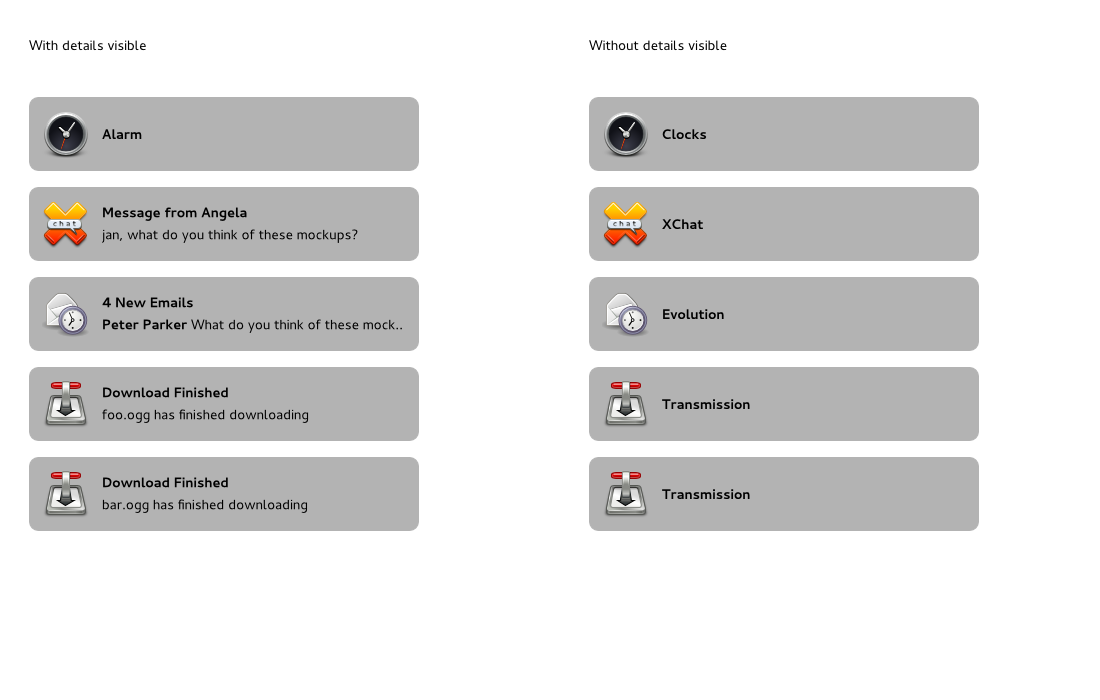 With details visible
Alarm
chat
Message from Angela
jan, what do you think of these mockups?
4 New Emails
Peter Parker What do you think of these mock..
Download Finished
foo.ogg has finished downloading
Download Finished
bar.ogg has finished downloading
Without details visible
Clocks
chat
XChat
Evolution
Transmission
Transmission